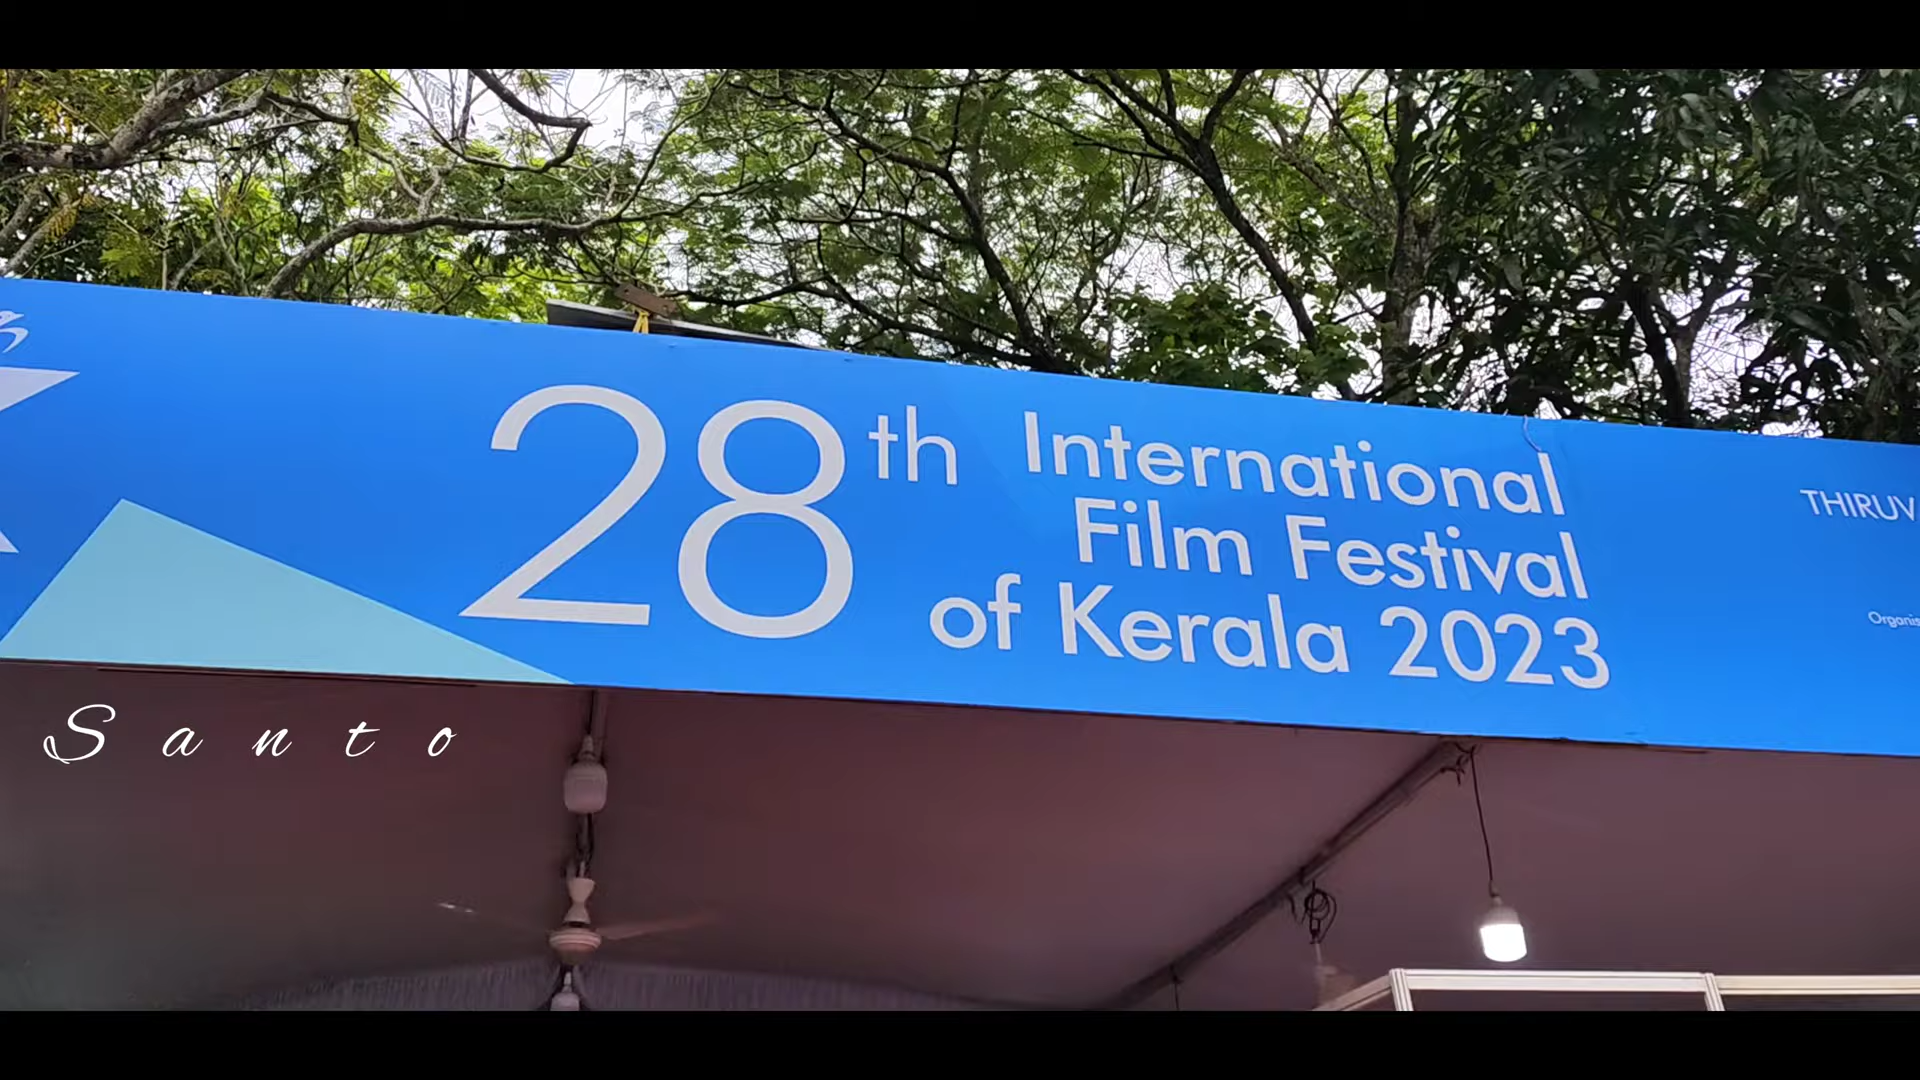 28th International
Film Festival
of Kerala 2023
THIRUV
Organis
Santo